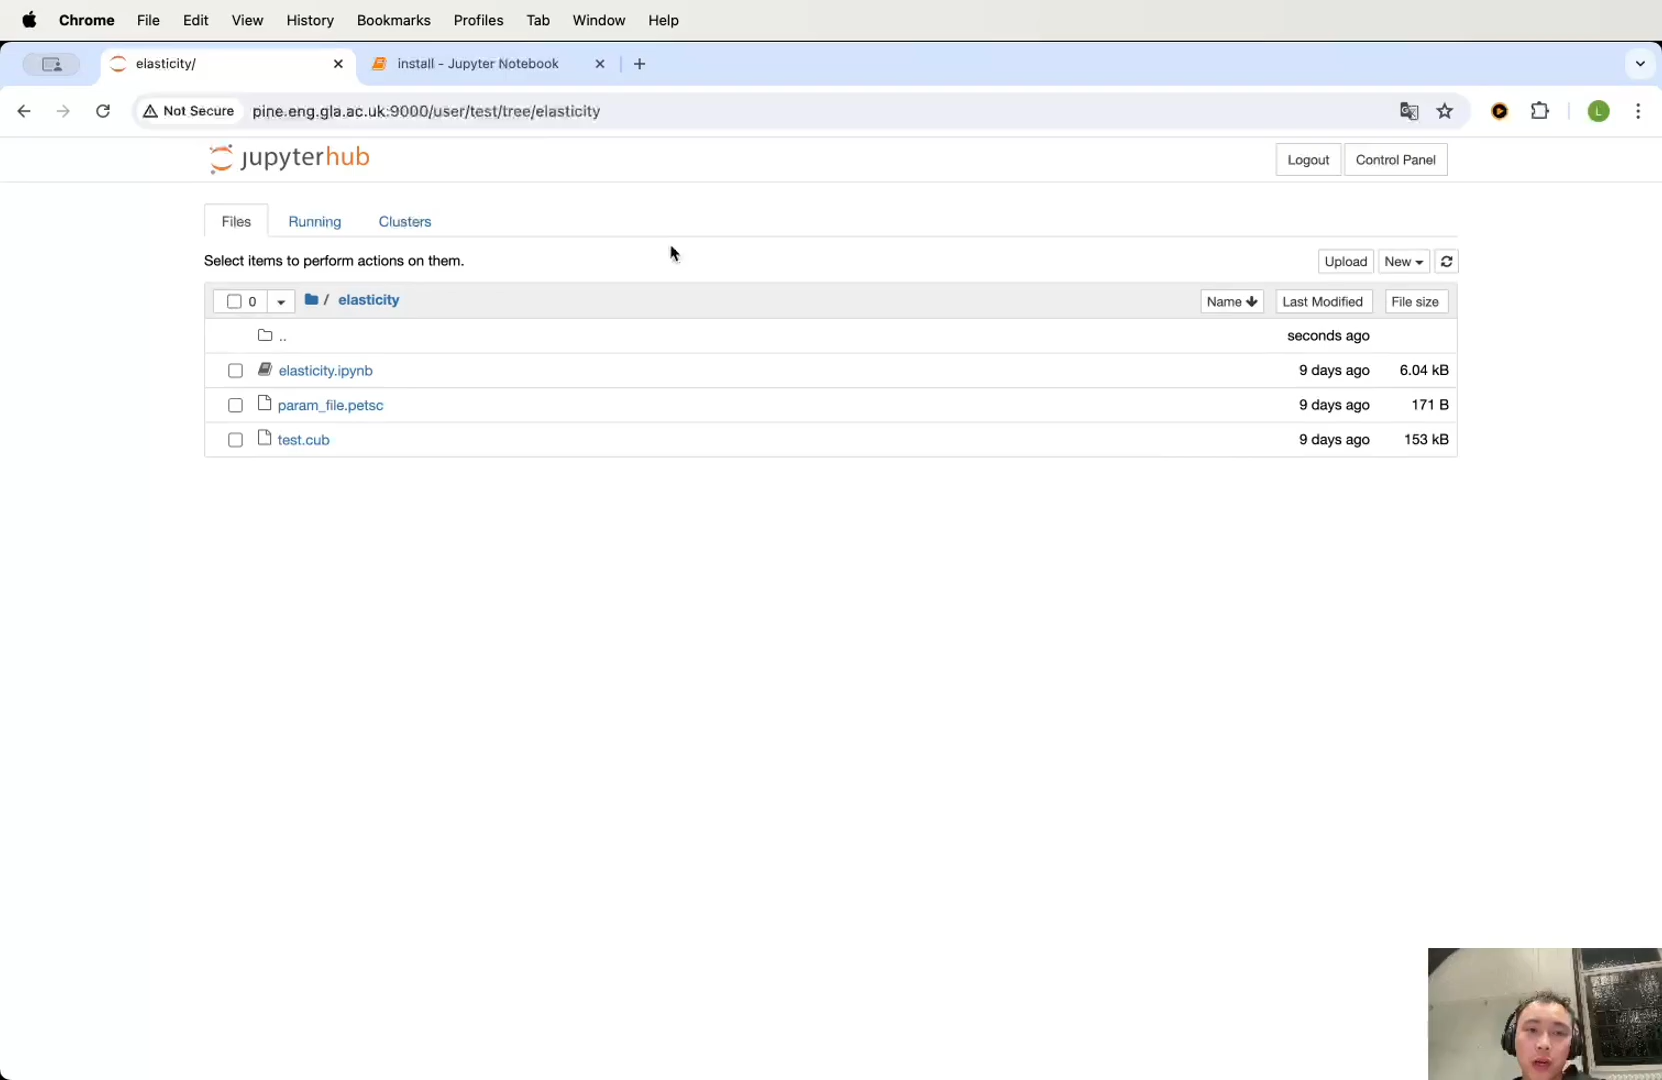 Chrome File Edit View History Bookmarks Profiles Tab Window Help
elasticity/ install - Jupyter Notebook
Not Secure pine.eng.gla.ac.uk:9000/user/test/tree/elasticity L
jupyterhub Logout Control Panel
Files Running Clusters
Select items to perform actions on them. Upload New
0 / elasticity Name Last Modified File size
.. seconds ago
elasticity.ipynb 9 days ago 6.04 kB
param_file.petsc 9 days ago 171 B
test.cub 9 days ago 153 kB